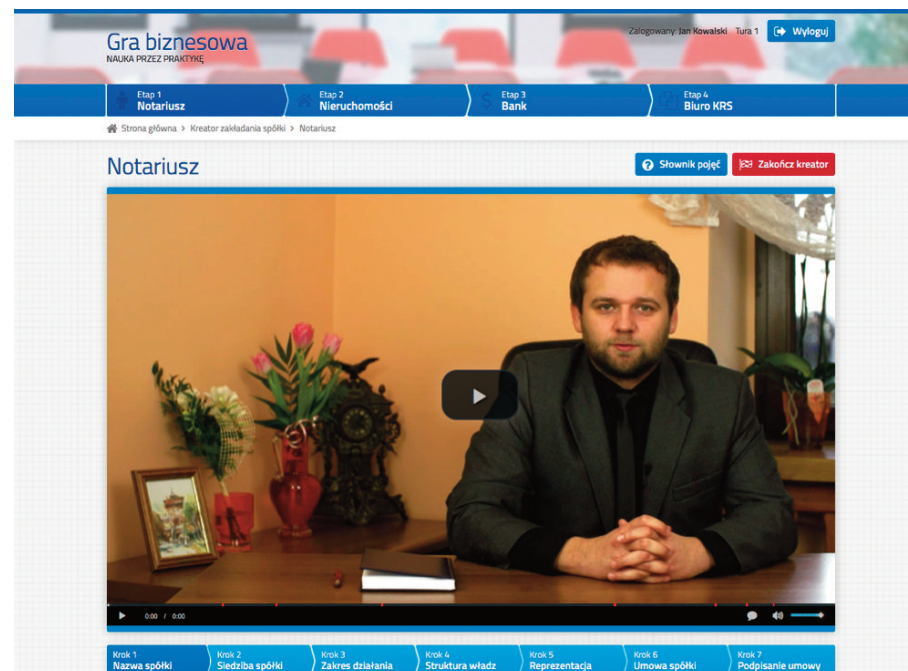 Gra biznesowa
NAUKA PRZEZ PRAKTYKĘ
Zalogowany: Jan Kowalski Tura 1 Wyloguj
Etap 1
Notariusz
Etap 2
Nieruchomości
Etap 3
Bank
Etap 4
Biuro KRS
Strona główna > Kreator zakładania spółki > Notariusz
Notariusz
Słownik pojęć
Zakończ kreator
0:00 / 0:00
Krok 1
Nazwa spółki
Krok 2
Siedziba spółki
Krok 3
Zakres działania
Krok 4
Struktura władz
Krok 5
Reprezentacja
Krok 6
Umowa spółki
Krok 7
Podpisanie umowy